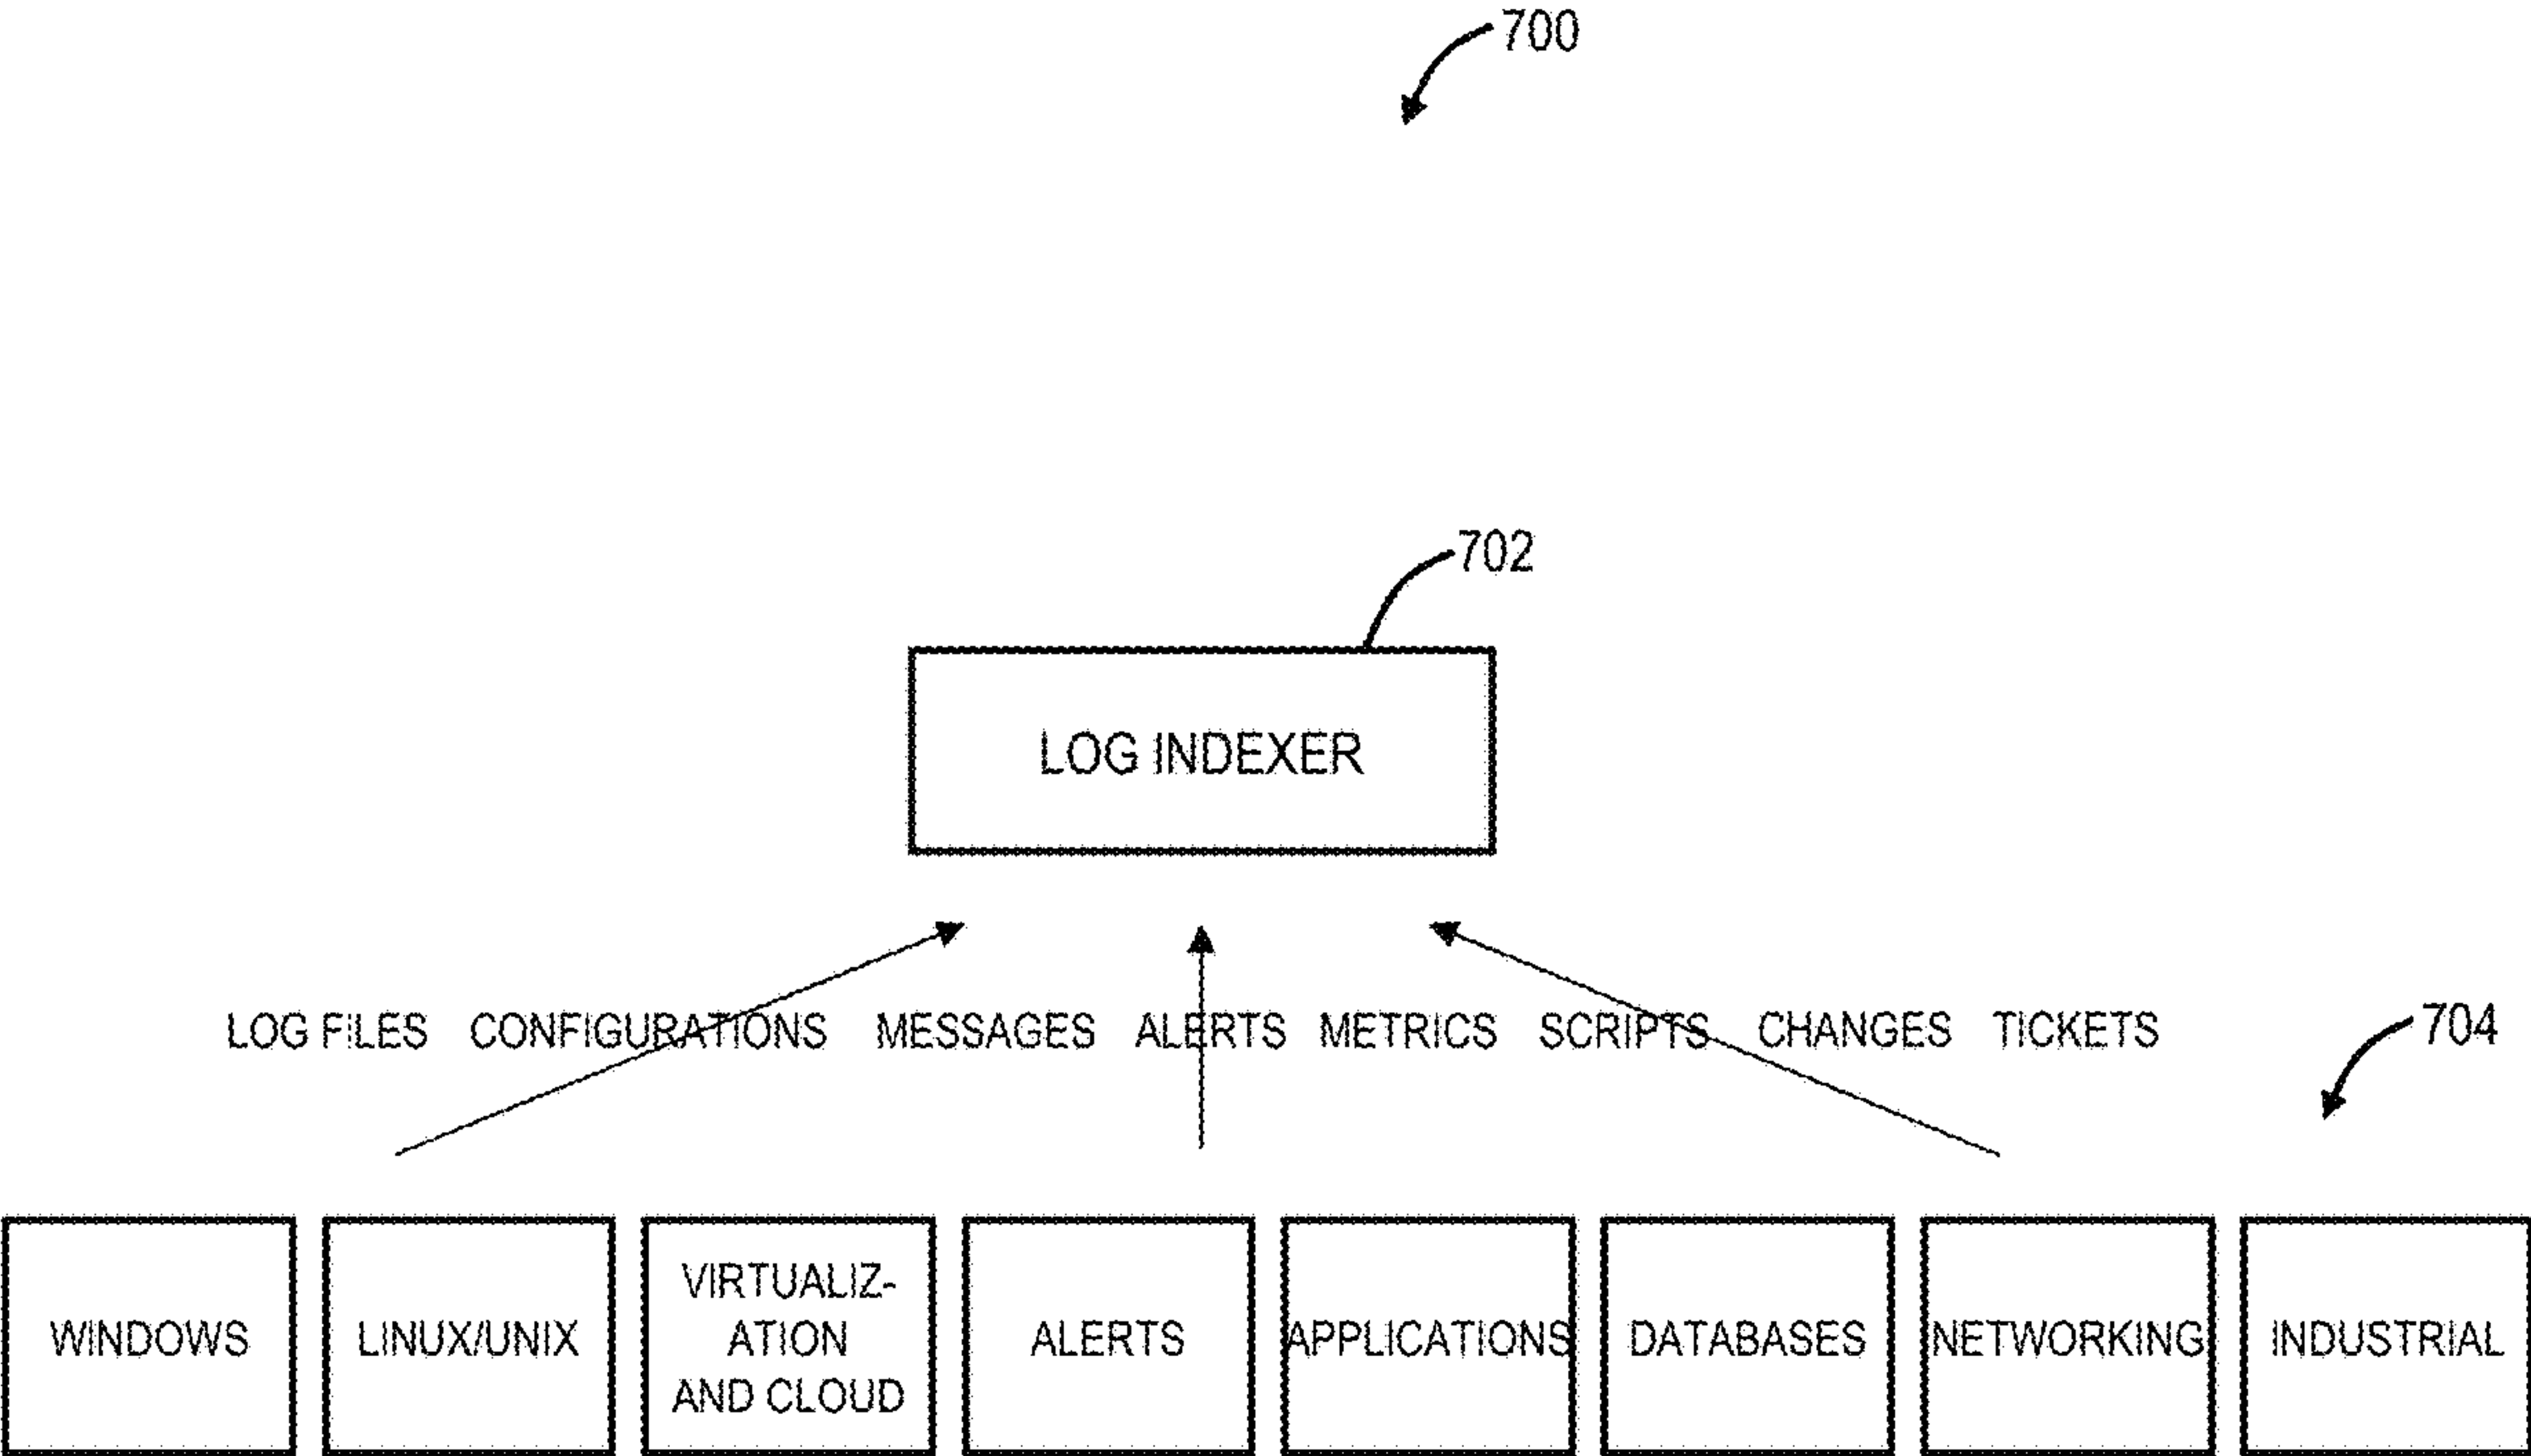 700
702
LOG INDEXER
LOG FILES CONFIGURATIONS MESSAGES ALERTS METRICS SCRIPTS CHANGES TICKETS
704
WINDOWS
LINUX/UNIX
VIRTUALIZ-
ATION
AND CLOUD
ALERTS
APPLICATIONS
DATABASES
NETWORKING
INDUSTRIAL